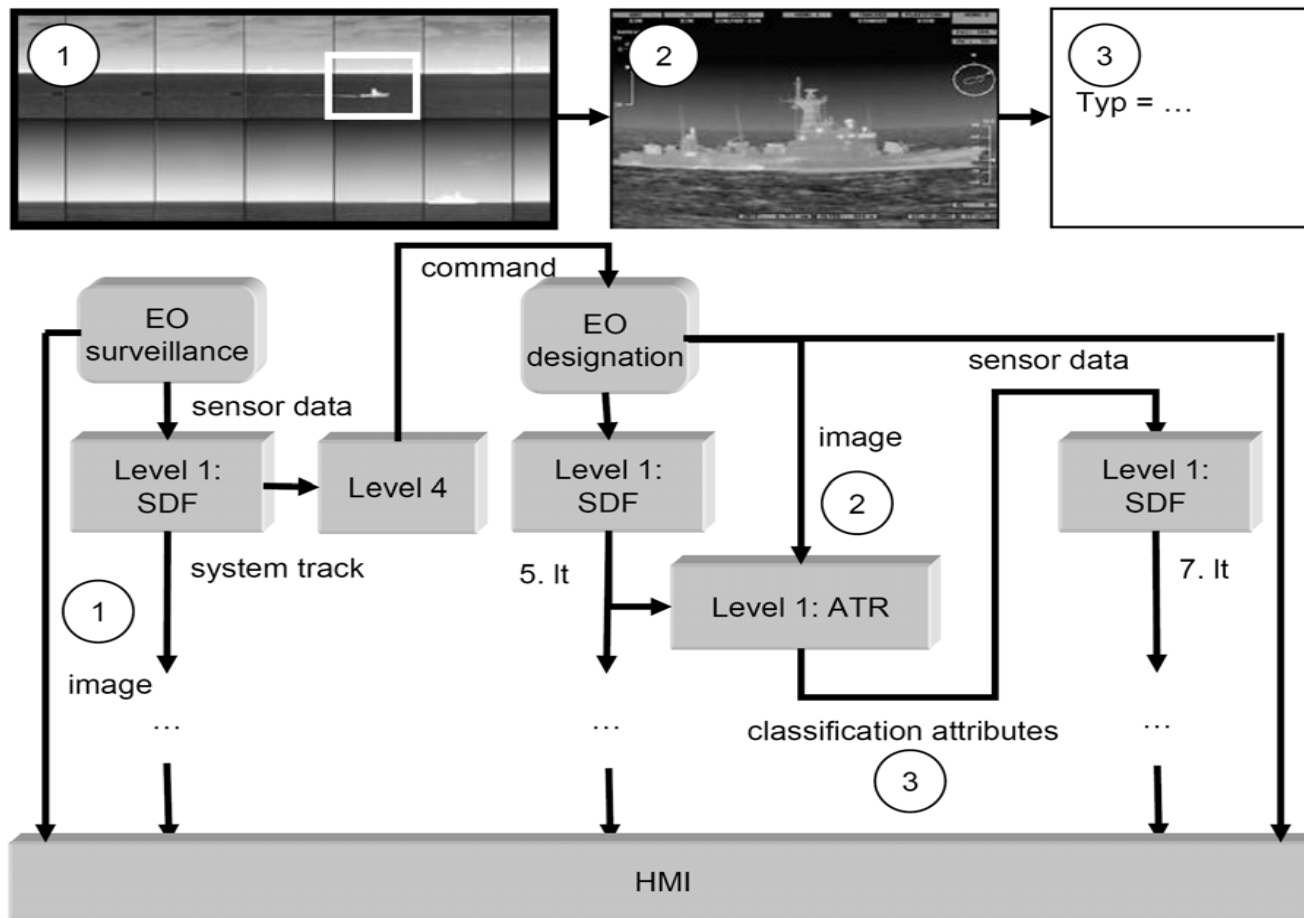 1
2
3
Typ = ...
command
EO
surveillance
EO
designation
sensor data
sensor data
image
Level 1:
SDF
Level 4
Level 1:
SDF
2
Level 1:
SDF
system track
5. It
7. It
1
Level 1: ATR
image
...
...
...
classification attributes
3
HMI